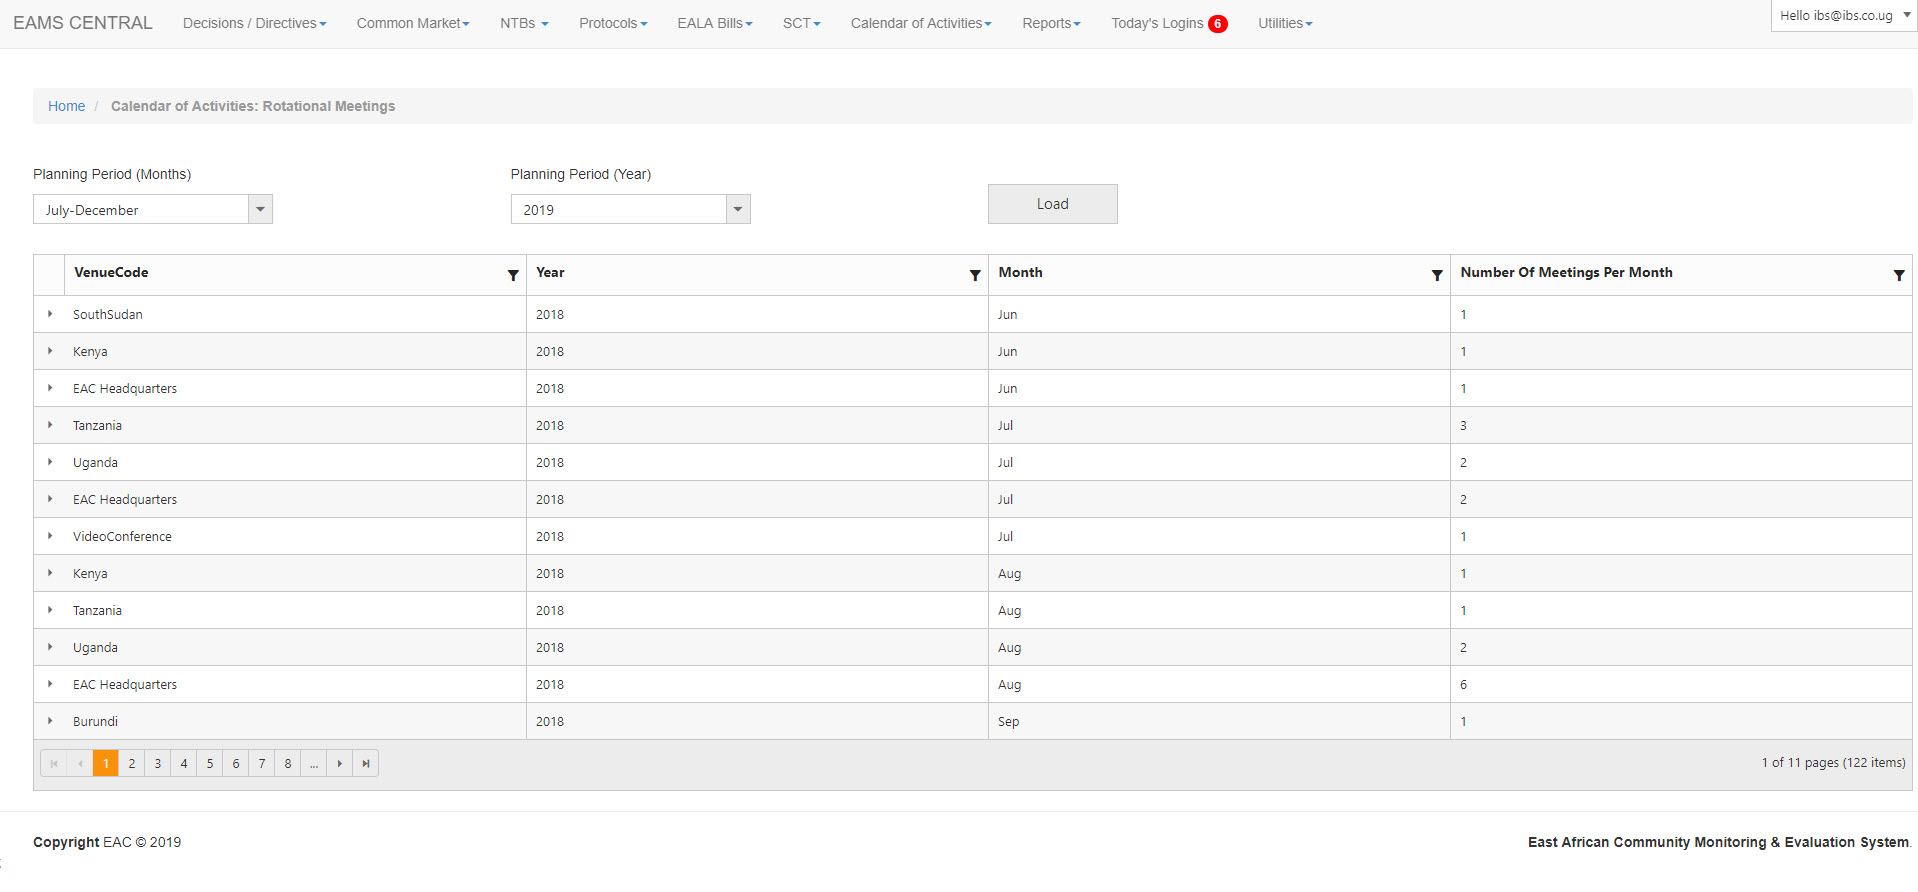 EAMS CENTRAL Decisions / Directives Common Market NTBs Protocols EALA Bills SCT Calendar of Activities Reports Today's Logins 6 Utilities Hello ibs@ibs.co.ug
Home / Calendar of Activities: Rotational Meetings
Planning Period (Months) Planning Period (Year)
July-December 2019 Load
VenueCode Year Month Number Of Meetings Per Month
SouthSudan 2018 Jun 1
Kenya 2018 Jun 1
EAC Headquarters 2018 Jun 1
Tanzania 2018 Jul 3
Uganda 2018 Jul 2
EAC Headquarters 2018 Jul 2
VideoConference 2018 Jul 1
Kenya 2018 Aug 1
Tanzania 2018 Aug 1
Uganda 2018 Aug 2
EAC Headquarters 2018 Aug 6
Burundi 2018 Sep 1
1 2 3 4 5 6 7 8 ... 1 of 11 pages (122 items)
Copyright EAC © 2019 East African Community Monitoring & Evaluation System.